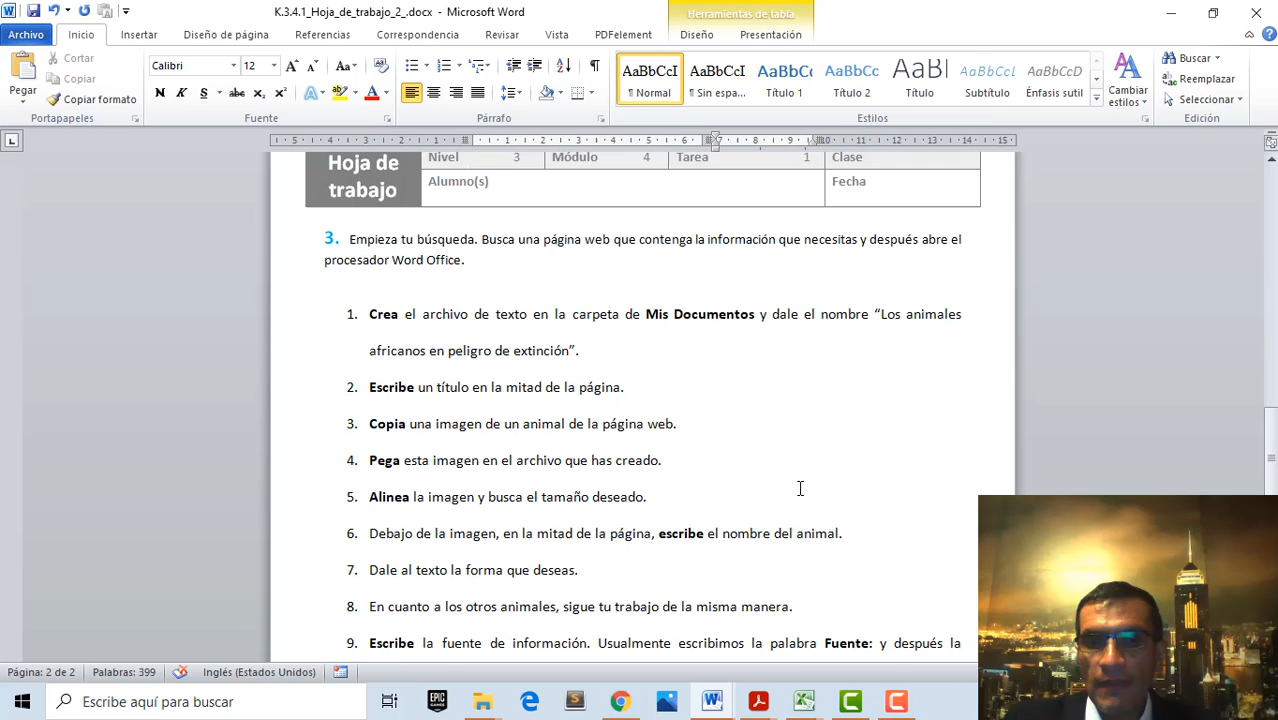 K.3.4.1_Hoja_de_trabajo_2_.docx - Microsoft Word
Herramientas de tabla
Archivo Inicio Insertar Diseño de página Referencias Correspondencia Revisar Vista PDFelement Diseño Presentación
Pegar
Cortar
Copiar
Copiar formato
Portapapeles
Calibri 12
N K S abc x₂ x²
Fuente
Párrafo
AaBbCcI AaBbCcI AaBbC AaBbCc AaB AaBbCcI AaBbCcD
¶ Normal ¶ Sin espa... Título 1 Título 2 Título Subtítulo Énfasis sutil
Cambiar estilos
Estilos
Buscar
Reemplazar
Seleccionar
Edición
Hoja de trabajo
Nivel 3 Módulo 4 Tarea 1 Clase
Alumno(s) Fecha
3. Empieza tu búsqueda. Busca una página web que contenga la información que necesitas y después abre el
procesador Word Office.
1. Crea el archivo de texto en la carpeta de Mis Documentos y dale el nombre “Los animales
africanos en peligro de extinción”.
2. Escribe un título en la mitad de la página.
3. Copia una imagen de un animal de la página web.
4. Pega esta imagen en el archivo que has creado.
5. Alinea la imagen y busca el tamaño deseado.
6. Debajo de la imagen, en la mitad de la página, escribe el nombre del animal.
7. Dale al texto la forma que deseas.
8. En cuanto a los otros animales, sigue tu trabajo de la misma manera.
9. Escribe la fuente de información. Usualmente escribimos la palabra Fuente: y después la
Página: 2 de 2 Palabras: 399 Inglés (Estados Unidos)
Escribe aquí para buscar